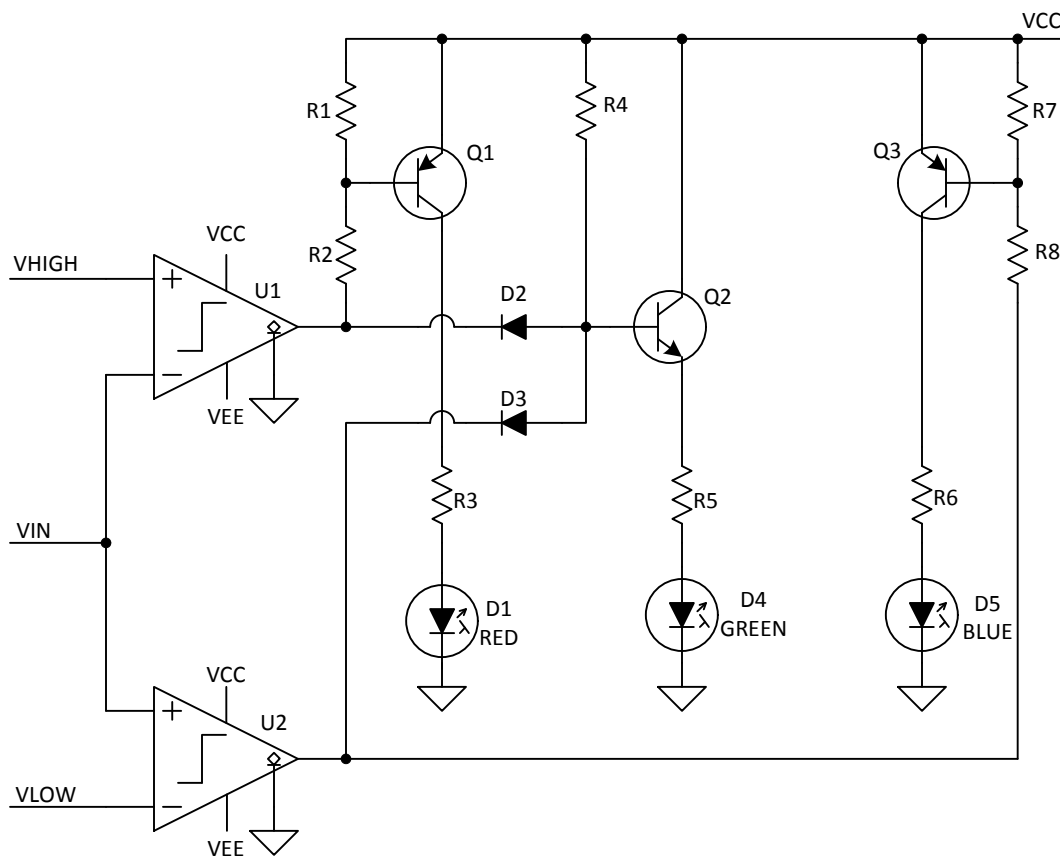 VCC
R1
R4
R7
Q1
Q3
VCC
R2
R8
VHIGH
+
U1
D2
Q2
−
D3
VEE
R3
R5
R6
VIN
D1
RED
D4
GREEN
D5
BLUE
VCC
+
U2
VLOW
−
VEE